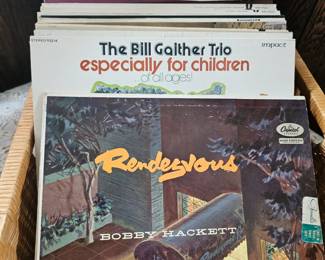 The Bill Gaither Trio
impact
especially for children
...of all ages!
Rendezvous
Capitol
BOBBY HACKETT